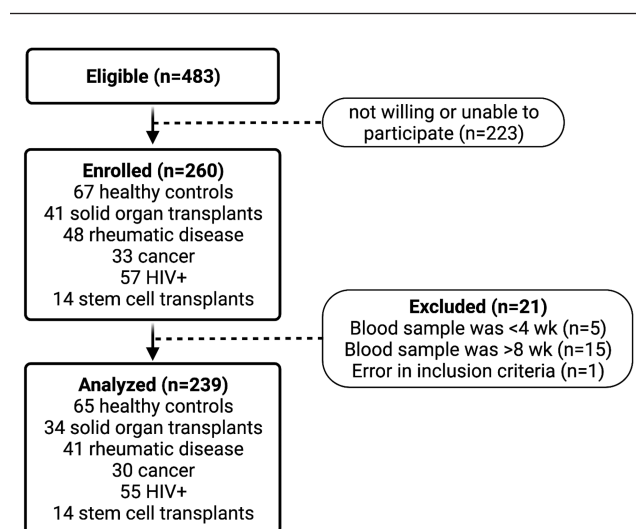 Eligible (n=483)
not willing or unable to
participate (n=223)
Enrolled (n=260)
67 healthy controls
41 solid organ transplants
48 rheumatic disease
33 cancer
57 HIV+
14 stem cell transplants
Excluded (n=21)
Blood sample was <4 wk (n=5)
Blood sample was >8 wk (n=15)
Error in inclusion criteria (n=1)
Analyzed (n=239)
65 healthy controls
34 solid organ transplants
41 rheumatic disease
30 cancer
55 HIV+
14 stem cell transplants